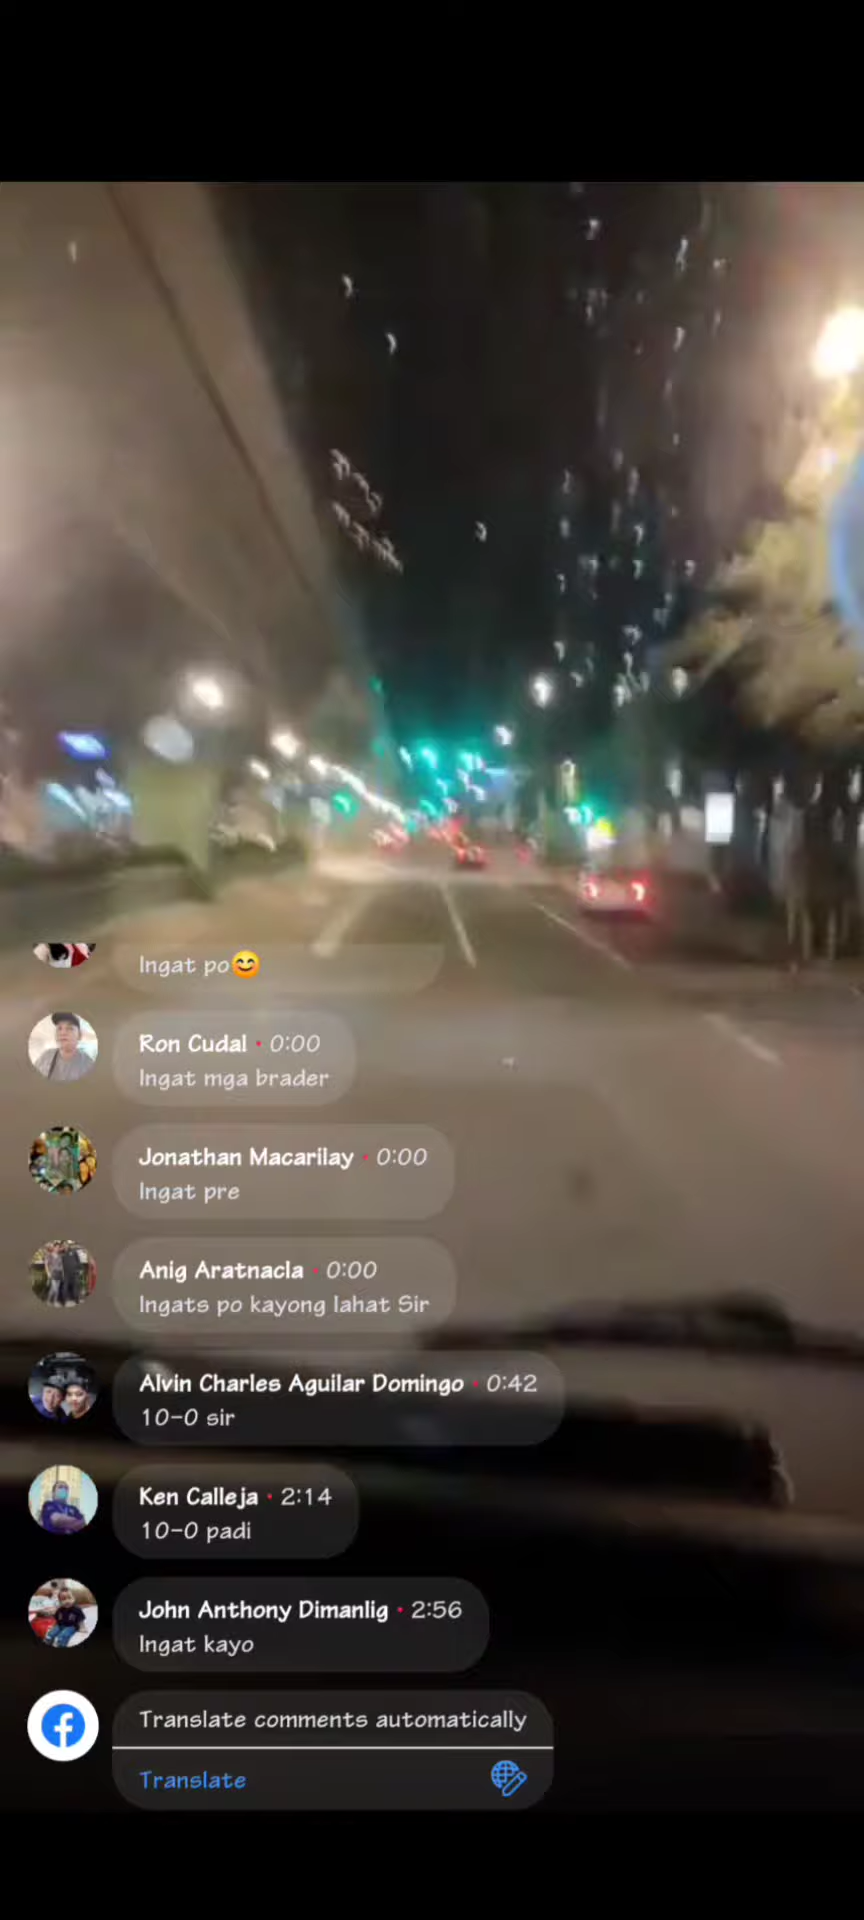 Ingat po😊
Ron Cudal • 0:00
Ingat mga brader
Jonathan Macarilay • 0:00
Ingat pre
Anig Aratnacla • 0:00
Ingats po kayong lahat Sir
Alvin Charles Aguilar Domingo • 0:42
10-0 sir
Ken Calleja • 2:14
10-0 padi
John Anthony Dimanlig • 2:56
Ingat kayo
Translate comments automatically
Translate